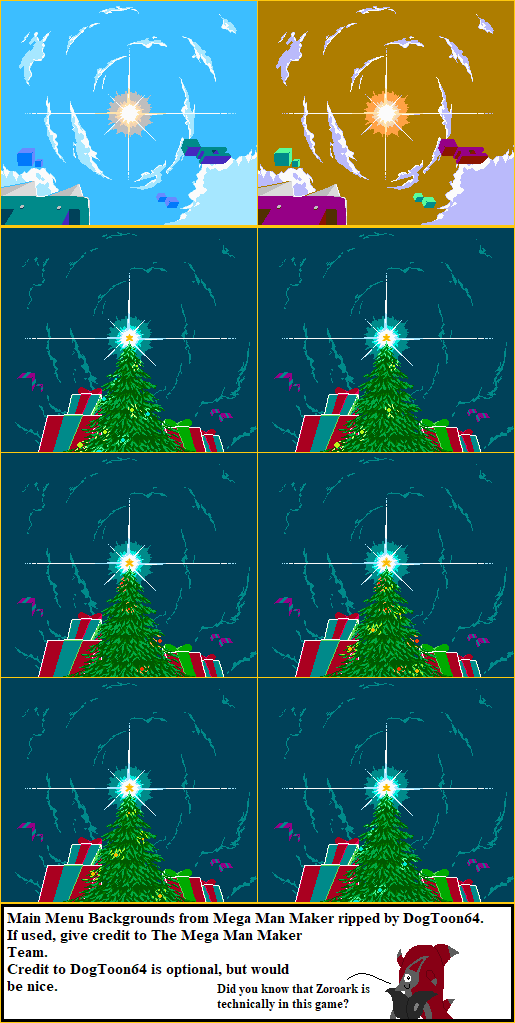 Main Menu Backgrounds from Mega Man Maker ripped by DogToon64.
If used, give credit to The Mega Man Maker
Team.
Credit to DogToon64 is optional, but would
be nice.
Did you know that Zoroark is
technically in this game?